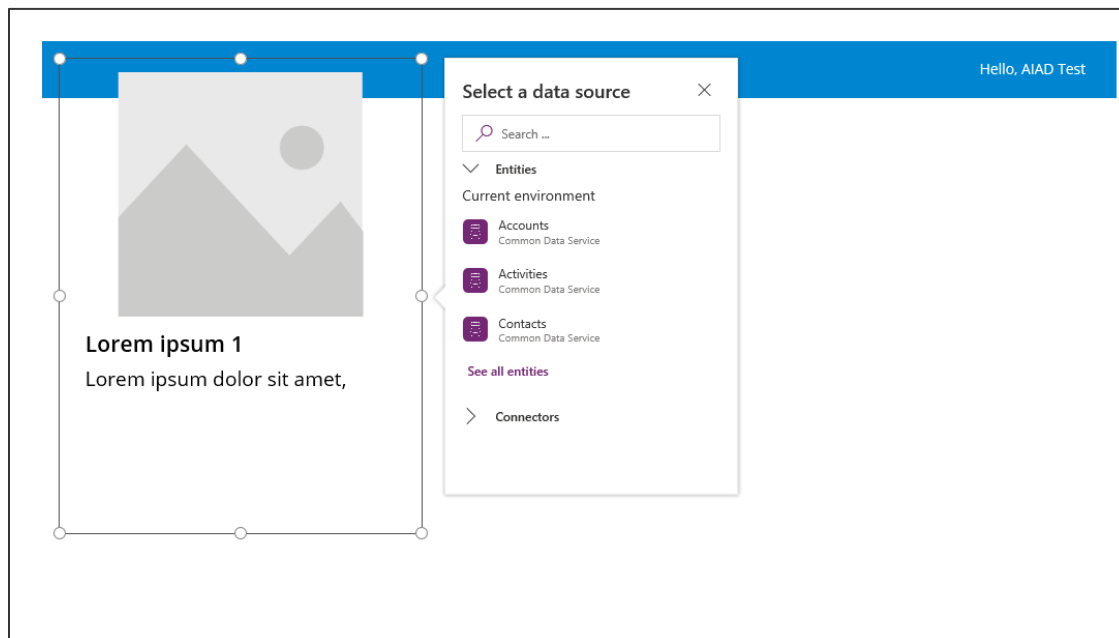 Hello, AIAD Test
Lorem ipsum 1
Lorem ipsum dolor sit amet,
Select a data source
Search ...
Entities
Current environment
Accounts
Common Data Service
Activities
Common Data Service
Contacts
Common Data Service
See all entities
Connectors